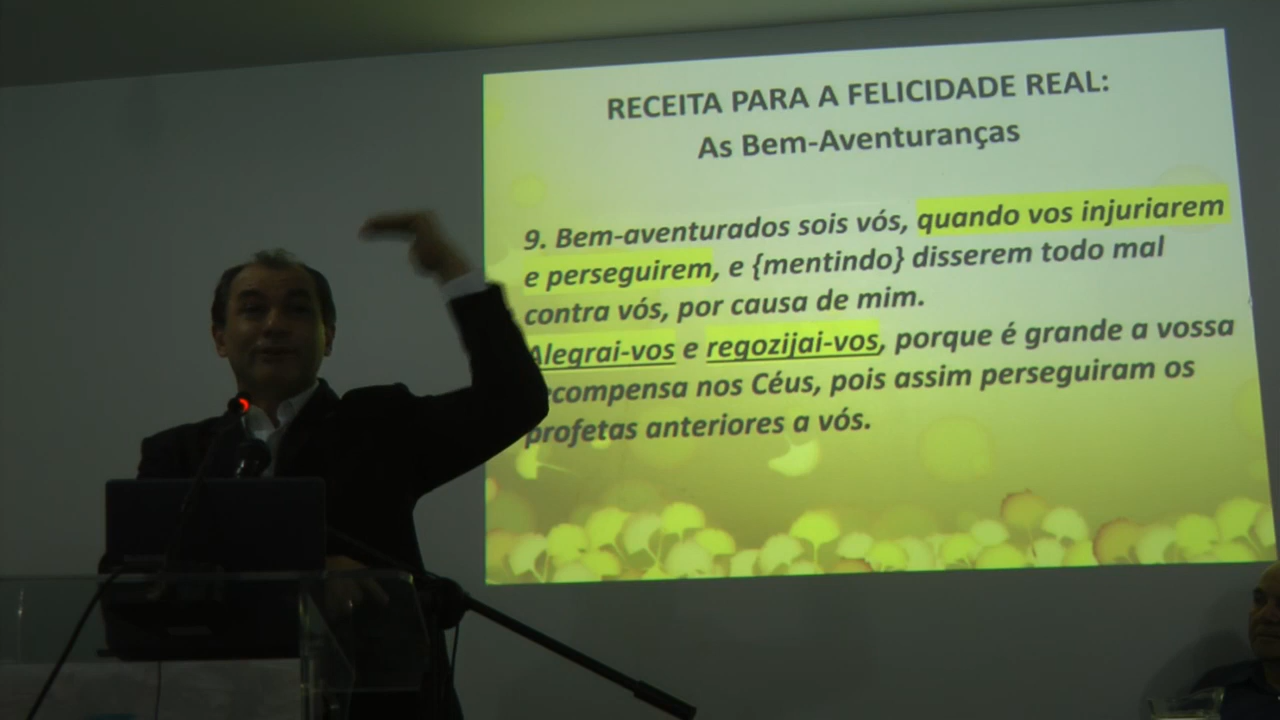 RECEITA PARA A FELICIDADE REAL:
As Bem-Aventuranças
9. Bem-aventurados sois vós, quando vos injuriarem
e perseguirem, e {mentindo} disserem todo mal
contra vós, por causa de mim.
Alegrai-vos e regozijai-vos, porque é grande a vossa
recompensa nos Céus, pois assim perseguiram os
profetas anteriores a vós.